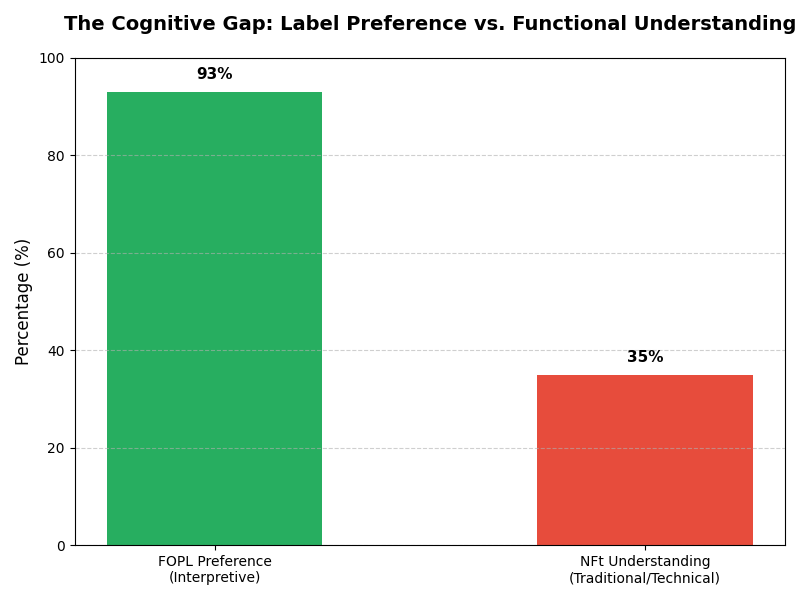 The Cognitive Gap: Label Preference vs. Functional Understanding
100
80
60
40
20
0
Percentage (%)
93%
35%
FOPL Preference
(Interpretive)
NFt Understanding
(Traditional/Technical)